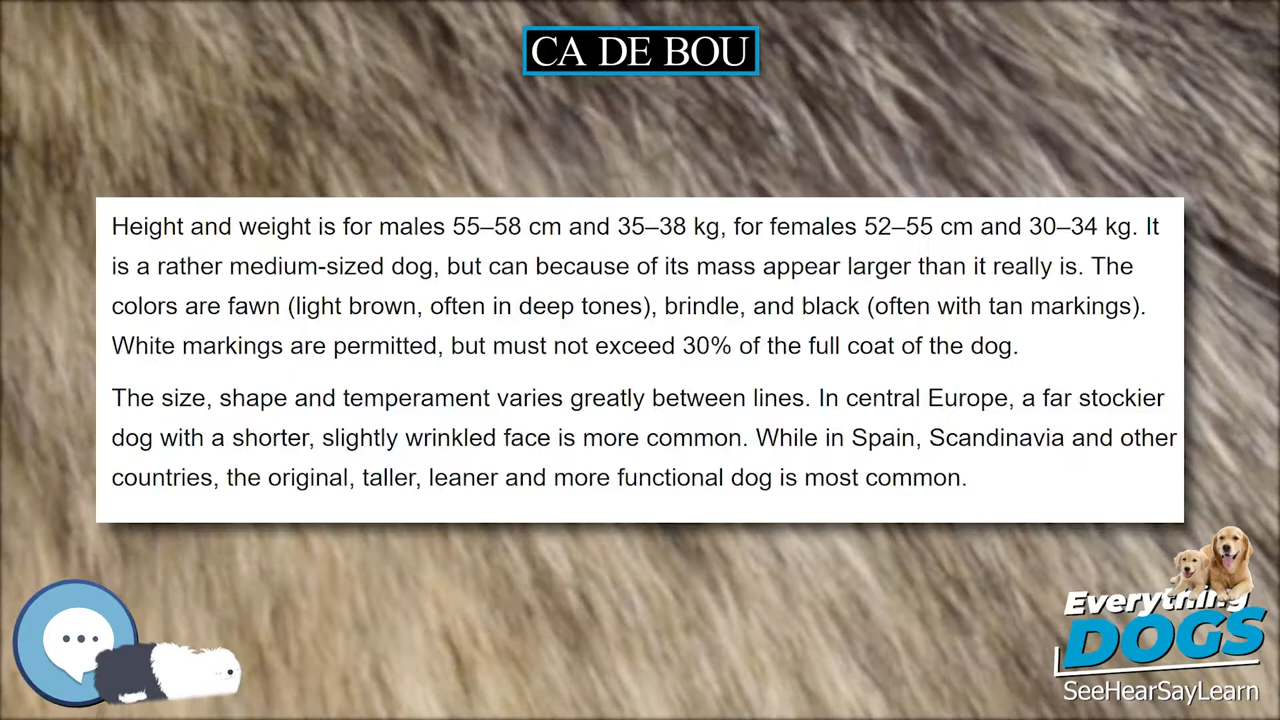 CA DE BOU
Height and weight is for males 55–58 cm and 35–38 kg, for females 52–55 cm and 30–34 kg. It
is a rather medium-sized dog, but can because of its mass appear larger than it really is. The
colors are fawn (light brown, often in deep tones), brindle, and black (often with tan markings).
White markings are permitted, but must not exceed 30% of the full coat of the dog.
The size, shape and temperament varies greatly between lines. In central Europe, a far stockier
dog with a shorter, slightly wrinkled face is more common. While in Spain, Scandinavia and other
countries, the original, taller, leaner and more functional dog is most common.
Everything
DOGS
SeeHearSayLearn